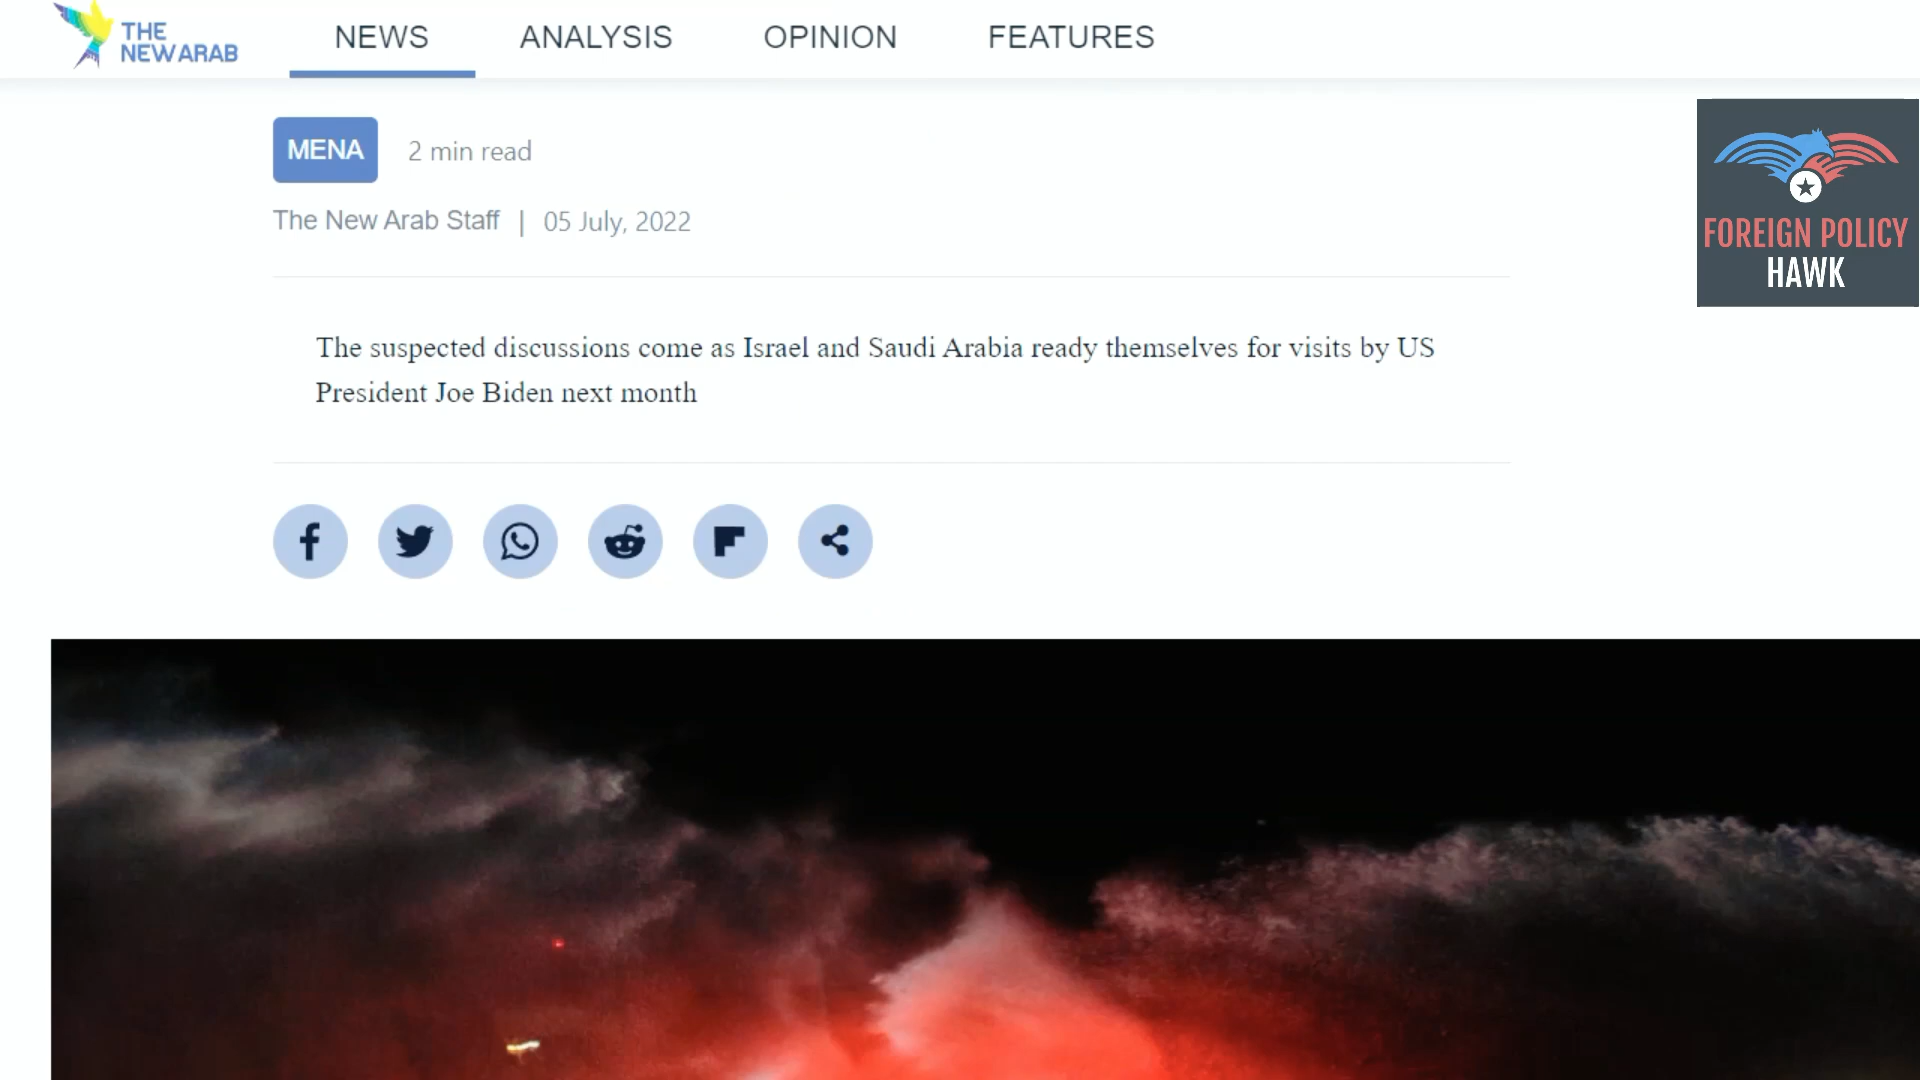 THE
NEW ARAB
NEWS
ANALYSIS
OPINION
FEATURES
MENA
2 min read
The New Arab Staff | 05 July, 2022
FOREIGN POLICY
HAWK
The suspected discussions come as Israel and Saudi Arabia ready themselves for visits by US
President Joe Biden next month